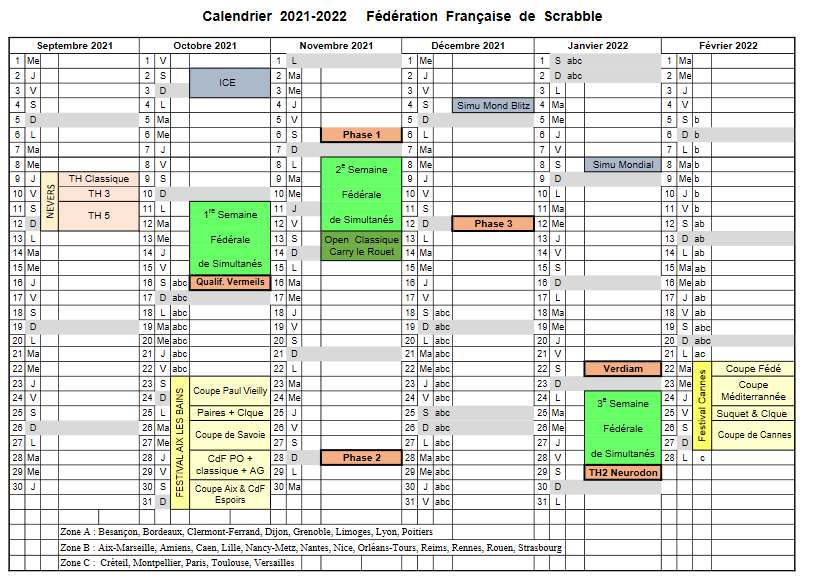 Calendrier 2021-2022 Fédération Française de Scrabble
Septembre 2021 Octobre 2021 Novembre 2021 Décembre 2021 Janvier 2022 Février 2022
1 Me 1 V 1 L 1 Me 1 S abc 1 Ma
2 J 2 S ICE 2 Ma 2 J 2 D abc 2 Me
3 V 3 D 3 Me 3 V 3 L 3 J
4 S 4 L 4 J 4 S Simu Mond Blitz 4 Ma 4 V
5 D 5 Ma 5 V 5 D 5 Me 5 S b
6 L 6 Me 6 S Phase 1 6 L 6 J 6 D b
7 Ma 7 J 7 D 7 Ma 7 V 7 L b
8 Me 8 V 8 L 2e Semaine 8 Me 8 S Simu Mondial 8 Ma b
9 J NEVERS TH Classique 9 S 9 Ma 9 J 9 D 9 Me b
10 V TH 3 10 D 10 Me Fédérale 10 V 10 L 10 J b
11 S TH 5 11 L 1re Semaine 11 J 11 S 11 Ma 11 V b
12 D 12 Ma 12 V de Simultanés 12 D Phase 3 12 Me 12 S ab
13 L 13 Me Fédérale 13 S Open Classique 13 L 13 J 13 D ab
14 Ma 14 J 14 D Carry le Rouet 14 Ma 14 V 14 L ab
15 Me 15 V de Simultanés 15 L 15 Me 15 S 15 Ma ab
16 J 16 S abc Qualif. Vermeils 16 Ma 16 J 16 D 16 Me ab
17 V 17 D abc 17 Me 17 V 17 L 17 J ab
18 S 18 L abc 18 J 18 S abc 18 Ma 18 V ab
19 D 19 Ma abc 19 V 19 D abc 19 Me 19 S abc
20 L 20 Me abc 20 S 20 L abc 20 J 20 D abc
21 Ma 21 J abc 21 D 21 Ma abc 21 V 21 L ac
22 Me 22 V abc 22 L 22 Me abc 22 S Verdiam 22 Ma Festival Cannes Coupe Fédé
23 J 23 S FESTIVAL AIX LES BAINS Coupe Paul Vieilly 23 Ma 23 J abc 23 D 23 Me Coupe
24 V 24 D 24 Me 24 V abc 24 L 3e Semaine 24 J Méditerrannée
25 S 25 L Paires + Clque 25 J 25 S abc 25 Ma 25 V Suquet & Clque
26 D 26 Ma Coupe de Savoie 26 V 26 D abc 26 Me Fédérale 26 S Coupe de Cannes
27 L 27 Me 27 S 27 L abc 27 J 27 D
28 Ma 28 J CdF PO + 28 D Phase 2 28 Ma abc 28 V de Simultanés 28 L c
29 Me 29 V classique + AG 29 L 29 Me abc 29 S TH2 Neurodon
30 J 30 S Coupe Aix & CdF 30 Ma 30 J abc 30 D
31 D Espoirs 31 V abc 31 L
Zone A : Besançon, Bordeaux, Clermont-Ferrand, Dijon, Grenoble, Limoges, Lyon, Poitiers
Zone B : Aix-Marseille, Amiens, Caen, Lille, Nancy-Metz, Nantes, Nice, Orléans-Tours, Reims, Rennes, Rouen, Strasbourg
Zone C : Créteil, Montpellier, Paris, Toulouse, Versailles